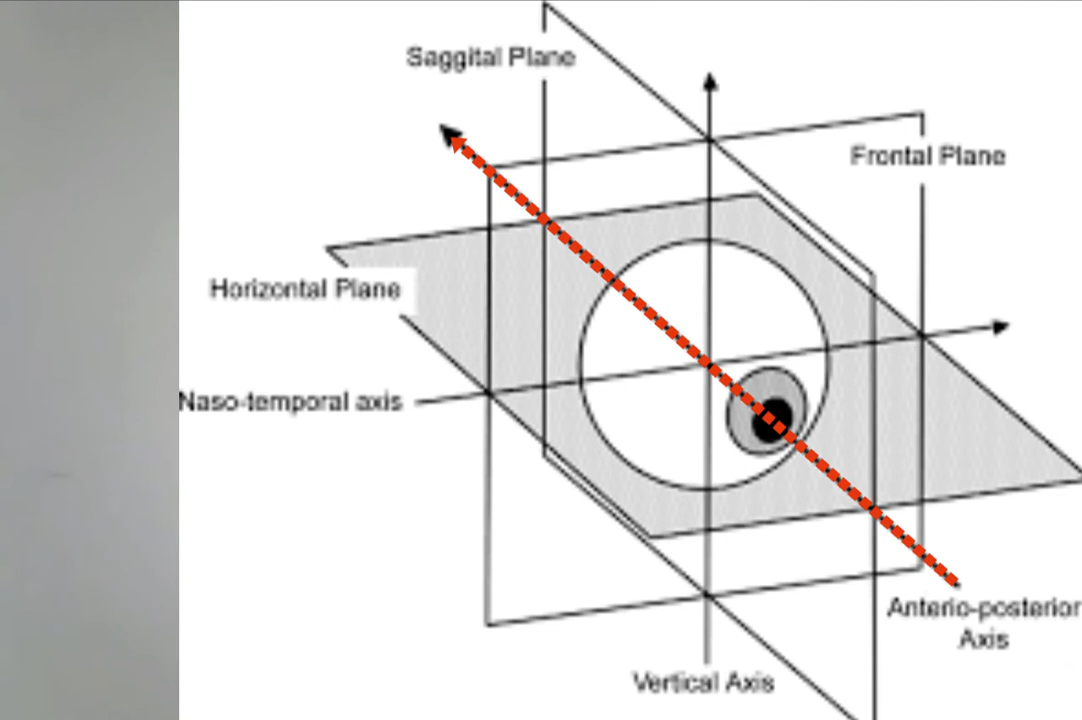 Saggital Plane
Frontal Plane
Horizontal Plane
Naso-temporal axis
Anterio-posterior
Axis
Vertical Axis